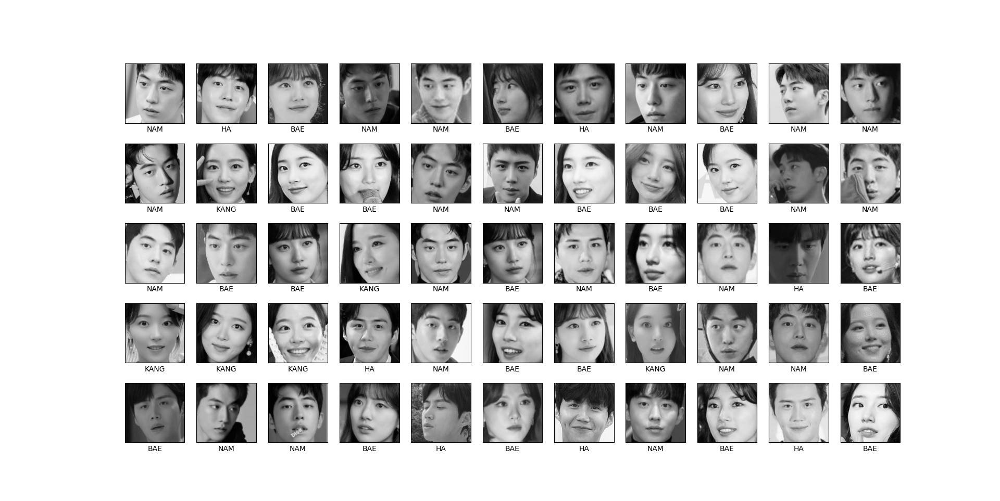 NAM HA BAE NAM NAM BAE HA NAM BAE NAM NAM
NAM KANG BAE BAE NAM NAM BAE BAE BAE NAM NAM
NAM BAE BAE KANG NAM BAE NAM BAE NAM HA BAE
KANG KANG KANG HA NAM BAE BAE KANG NAM NAM BAE
DIOR
BAE NAM NAM BAE HA BAE HA NAM BAE HA BAE